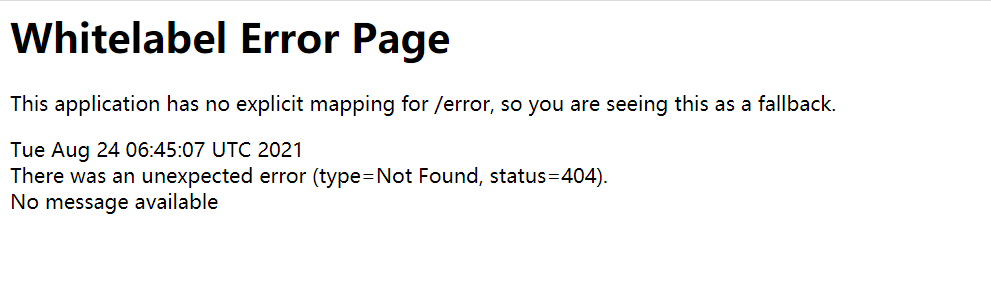 Whitelabel Error Page
This application has no explicit mapping for /error, so you are seeing this as a fallback.
Tue Aug 24 06:45:07 UTC 2021
There was an unexpected error (type=Not Found, status=404).
No message available